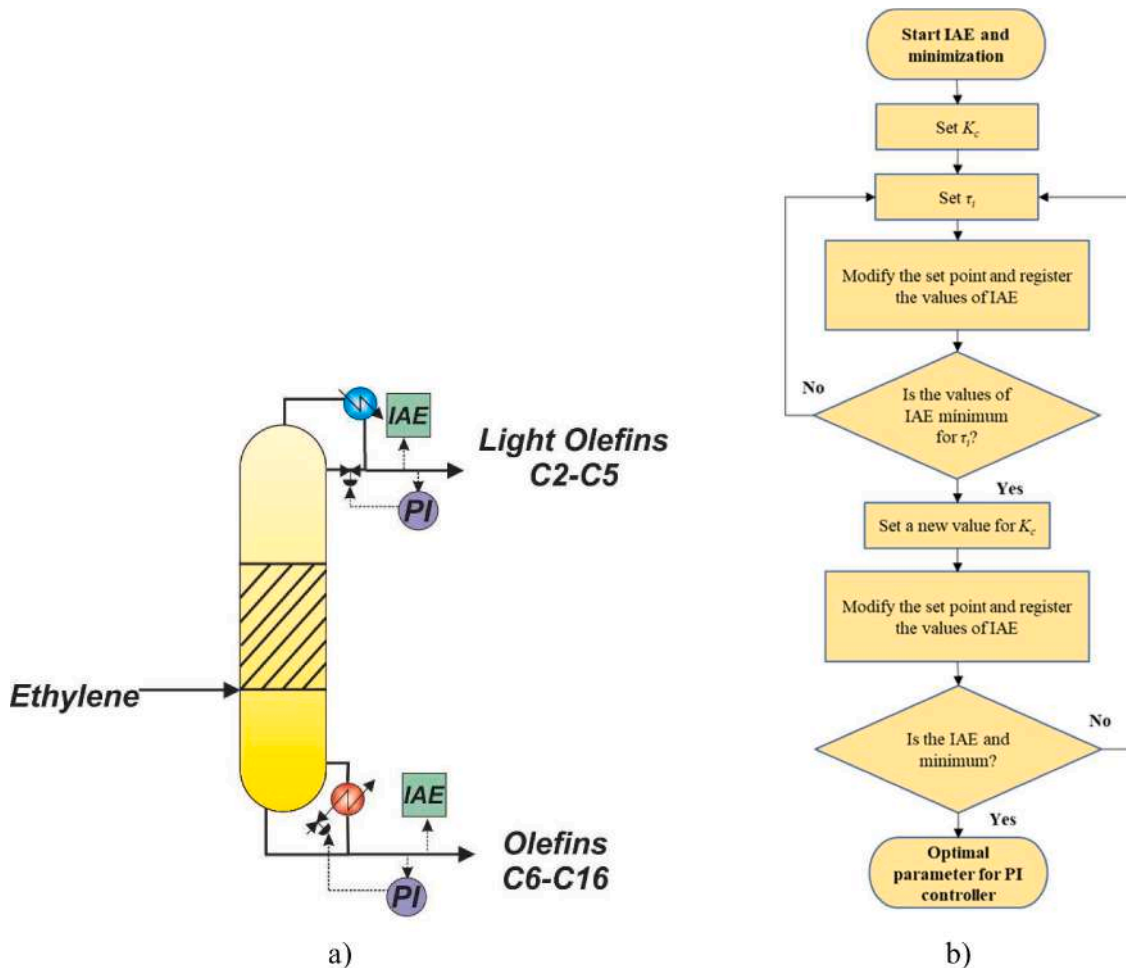 IAE
Light Olefins
C2-C5
PI
Ethylene
IAE
Olefins
C6-C16
PI
a)
Start IAE and
minimization
Set Kc
Set τi
Modify the set point and register
the values of IAE
No
Is the values of
IAE mínimum
for τi?
Yes
Set a new value for Kc
Modify the set point and register
the values of IAE
No
Is the IAE and
minimum?
Yes
Optimal
parameter for PI
controller
b)